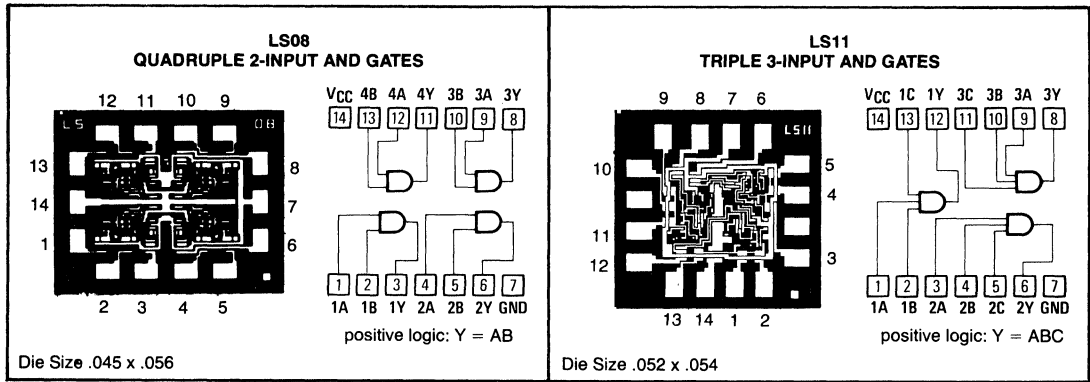 LS08
QUADRUPLE 2-INPUT AND GATES
12 11 10 9
LS 08
13 8
14 7
1 6
2 3 4 5
VCC 4B 4A 4Y 3B 3A 3Y
14 13 12 11 10 9 8
1 2 3 4 5 6 7
1A 1B 1Y 2A 2B 2Y GND
positive logic: Y = AB
Die Size .045 x .056
LS11
TRIPLE 3-INPUT AND GATES
9 8 7 6
LS11
10 5
4
11
12 3
13 14 1 2
VCC 1C 1Y 3C 3B 3A 3Y
14 13 12 11 10 9 8
1 2 3 4 5 6 7
1A 1B 2A 2B 2C 2Y GND
positive logic: Y = ABC
Die Size .052 x .054